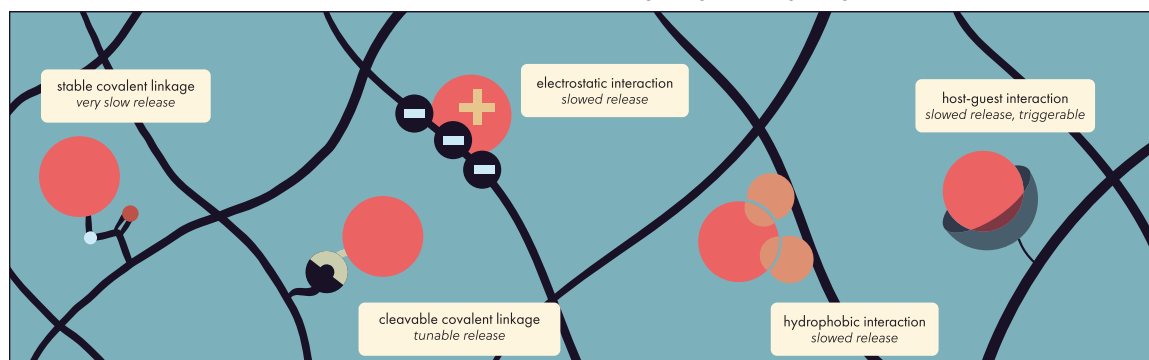 stable covalent linkage
very slow release
electrostatic interaction
slowed release
host-guest interaction
slowed release, triggerable
cleavable covalent linkage
tunable release
hydrophobic interaction
slowed release